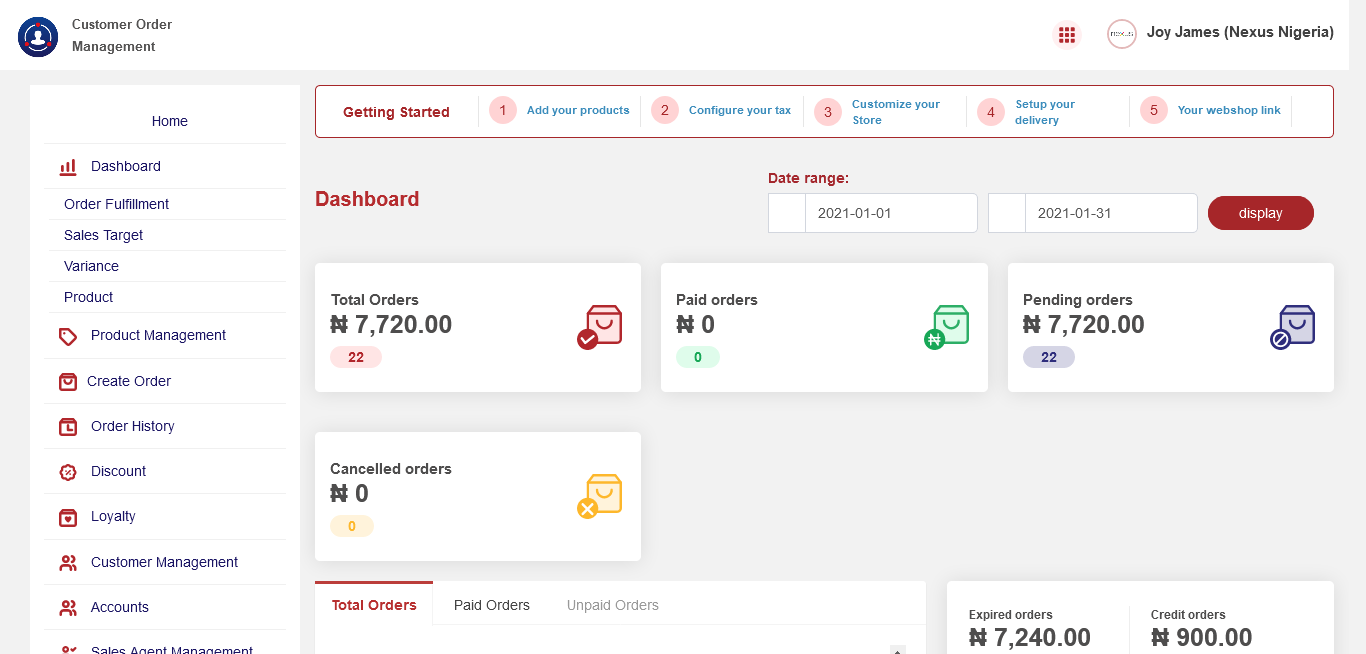 Customer Order
Management
nexus
Joy James (Nexus Nigeria)
Home
Dashboard
Order Fulfillment
Sales Target
Variance
Product
Product Management
Create Order
Order History
Discount
Loyalty
Customer Management
Accounts
Sales Agent Management
Getting Started
1 Add your products
2 Configure your tax
3 Customize your
Store
4 Setup your
delivery
5 Your webshop link
Dashboard
Date range:
2021-01-01
2021-01-31
display
Total Orders
₦ 7,720.00
22
Paid orders
₦ 0
0
Pending orders
₦ 7,720.00
22
Cancelled orders
₦ 0
0
Total Orders
Paid Orders
Unpaid Orders
Expired orders
₦ 7,240.00
Credit orders
₦ 900.00